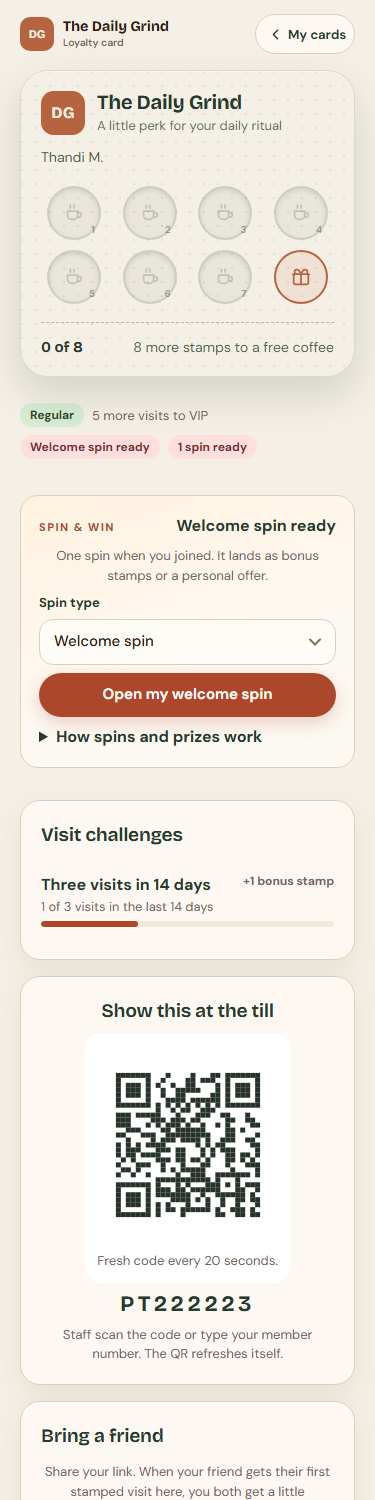 DG
The Daily Grind
Loyalty card
My cards
DG
The Daily Grind
A little perk for your daily ritual
Thandi M.
1
2
3
4
5
6
7
0 of 8
8 more stamps to a free coffee
Regular
5 more visits to VIP
Welcome spin ready
1 spin ready
SPIN & WIN
Welcome spin ready
One spin when you joined. It lands as bonus
stamps or a personal offer.
Spin type
Welcome spin
Open my welcome spin
How spins and prizes work
Visit challenges
Three visits in 14 days
+1 bonus stamp
1 of 3 visits in the last 14 days
Show this at the till
Fresh code every 20 seconds.
PT222223
Staff scan the code or type your member
number. The QR refreshes itself.
Bring a friend
Share your link. When your friend gets their first
stamped visit here, you both get a little